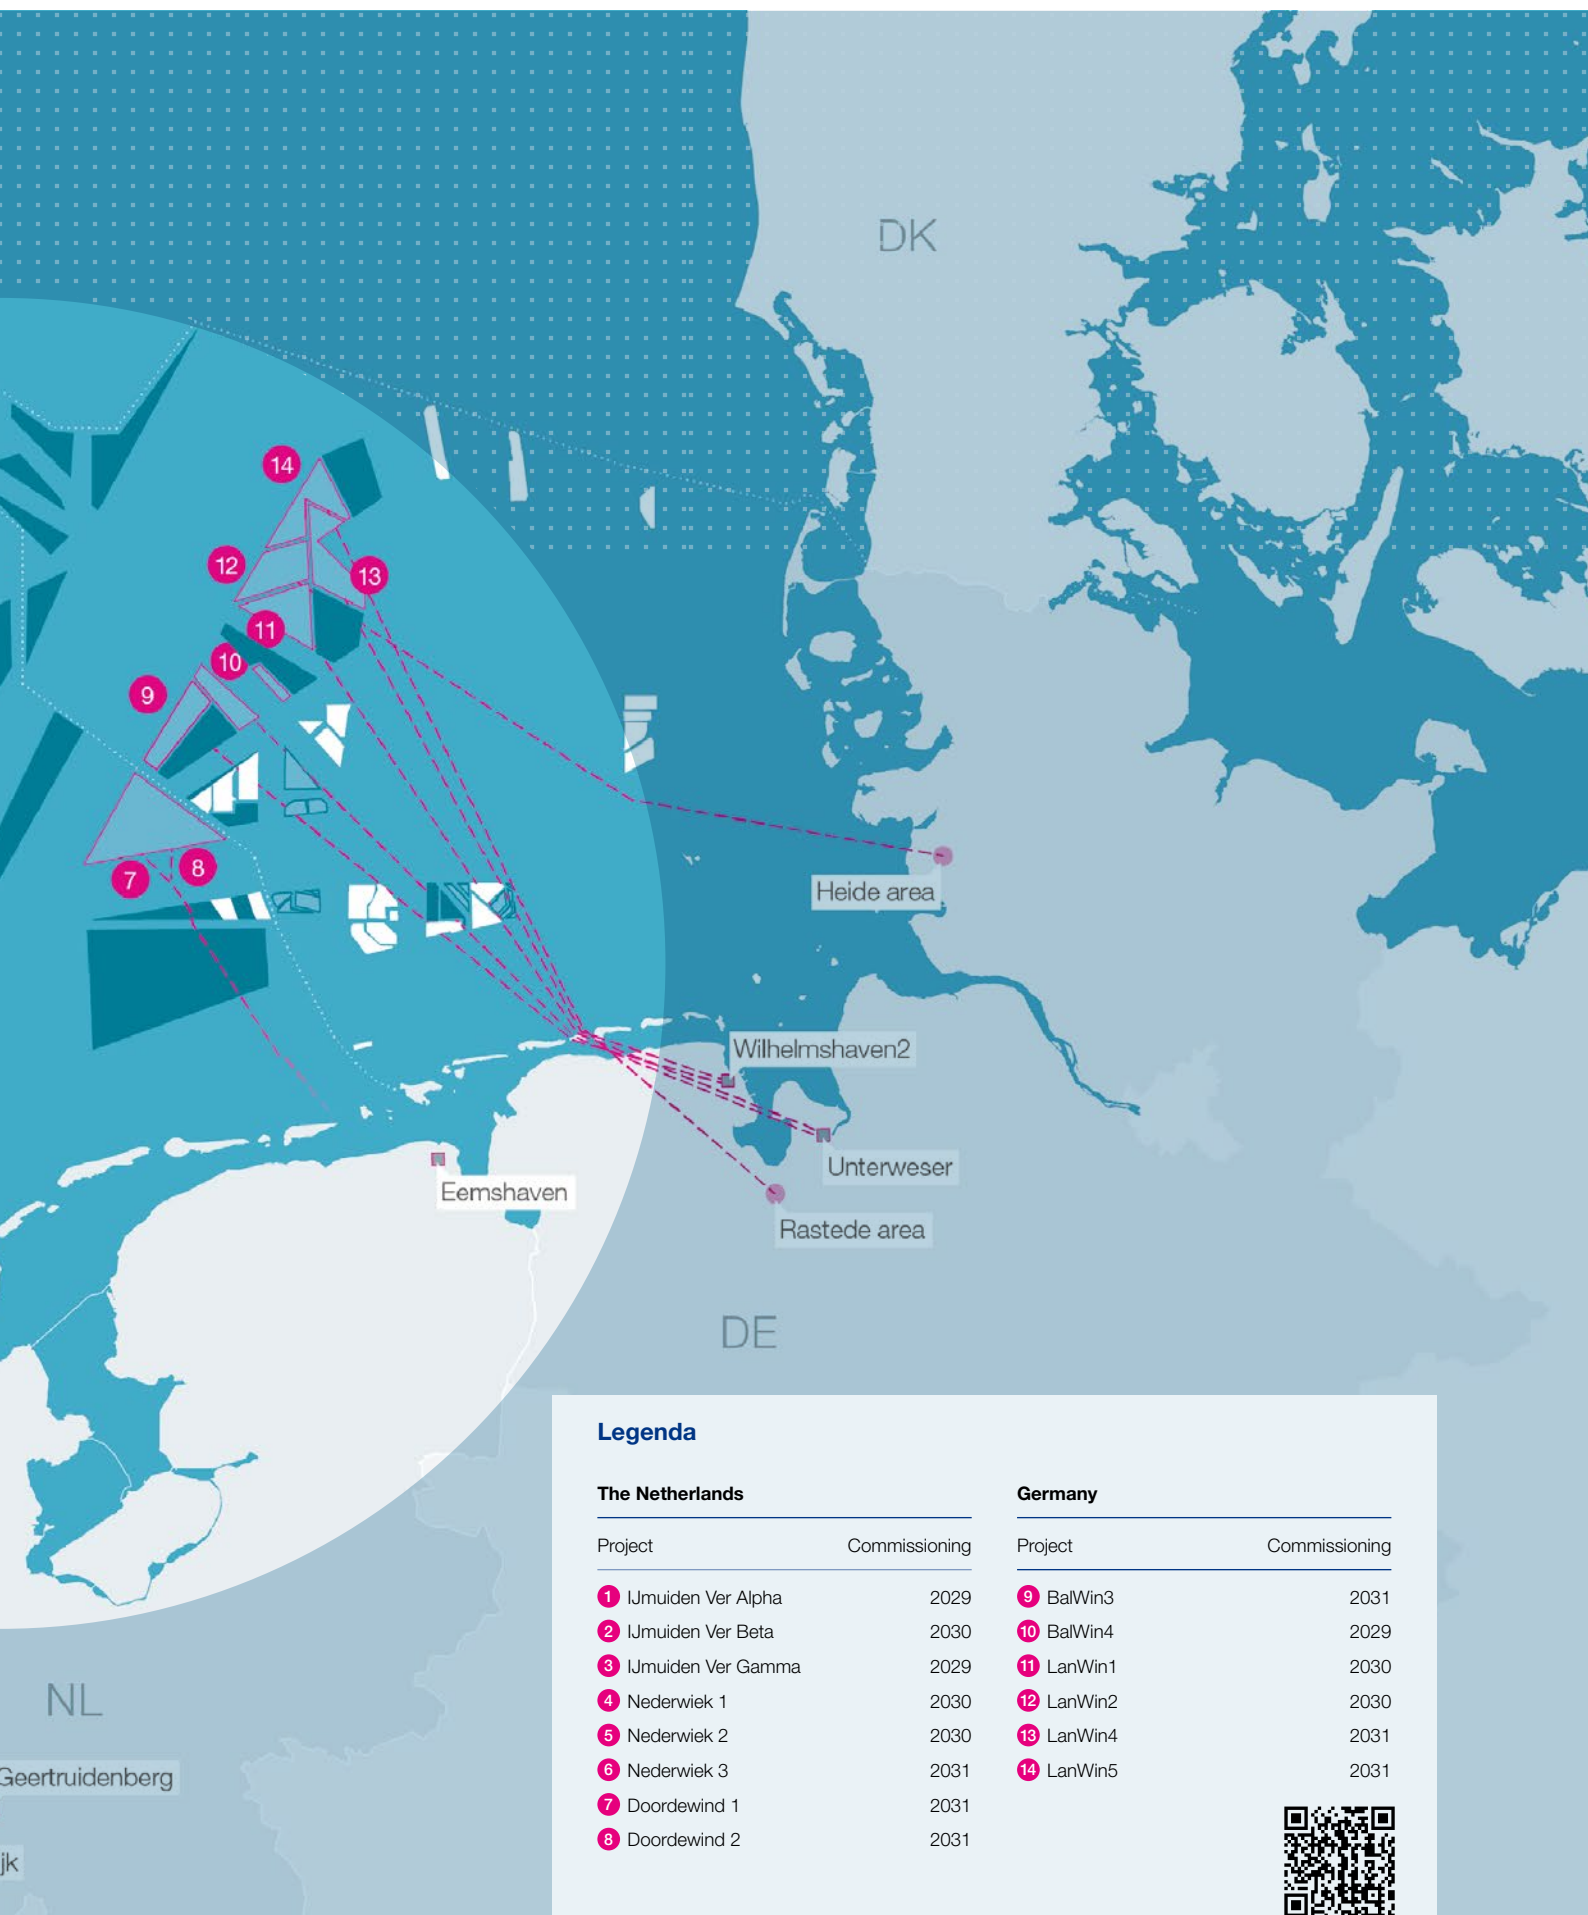 DK
14
12
13
11
10
9
8
7
Heide area
Wilhelmshaven2
Unterweser
Eemshaven
Rastede area
DE
NL
Geertruidenberg
jk
Legenda
The Netherlands
Project Commissioning
1 IJmuiden Ver Alpha 2029
2 IJmuiden Ver Beta 2030
3 IJmuiden Ver Gamma 2029
4 Nederwiek 1 2030
5 Nederwiek 2 2030
6 Nederwiek 3 2031
7 Doordewind 1 2031
8 Doordewind 2 2031
Germany
Project Commissioning
9 BalWin3 2031
10 BalWin4 2029
11 LanWin1 2030
12 LanWin2 2030
13 LanWin4 2031
14 LanWin5 2031